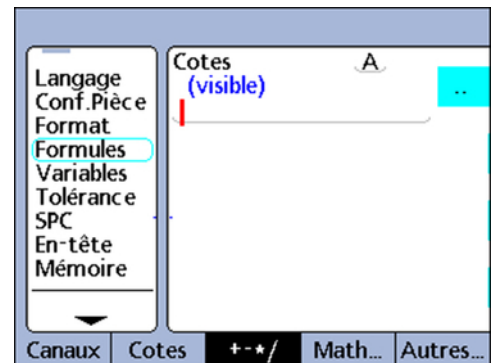 Langage
Conf.Pièce
Format
Formules
Variables
Tolérance
SPC
En-tête
Mémoire
Cotes A
(visible)
..
Canaux Cotes +-*/ Math... Autres...